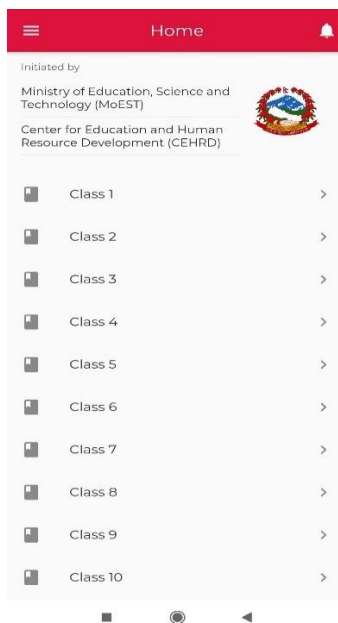 Home
Initiated by
Ministry of Education, Science and
Technology (MoEST)
Center for Education and Human
Resource Development (CEHRD)
Class 1
Class 2
Class 3
Class 4
Class 5
Class 6
Class 7
Class 8
Class 9
Class 10